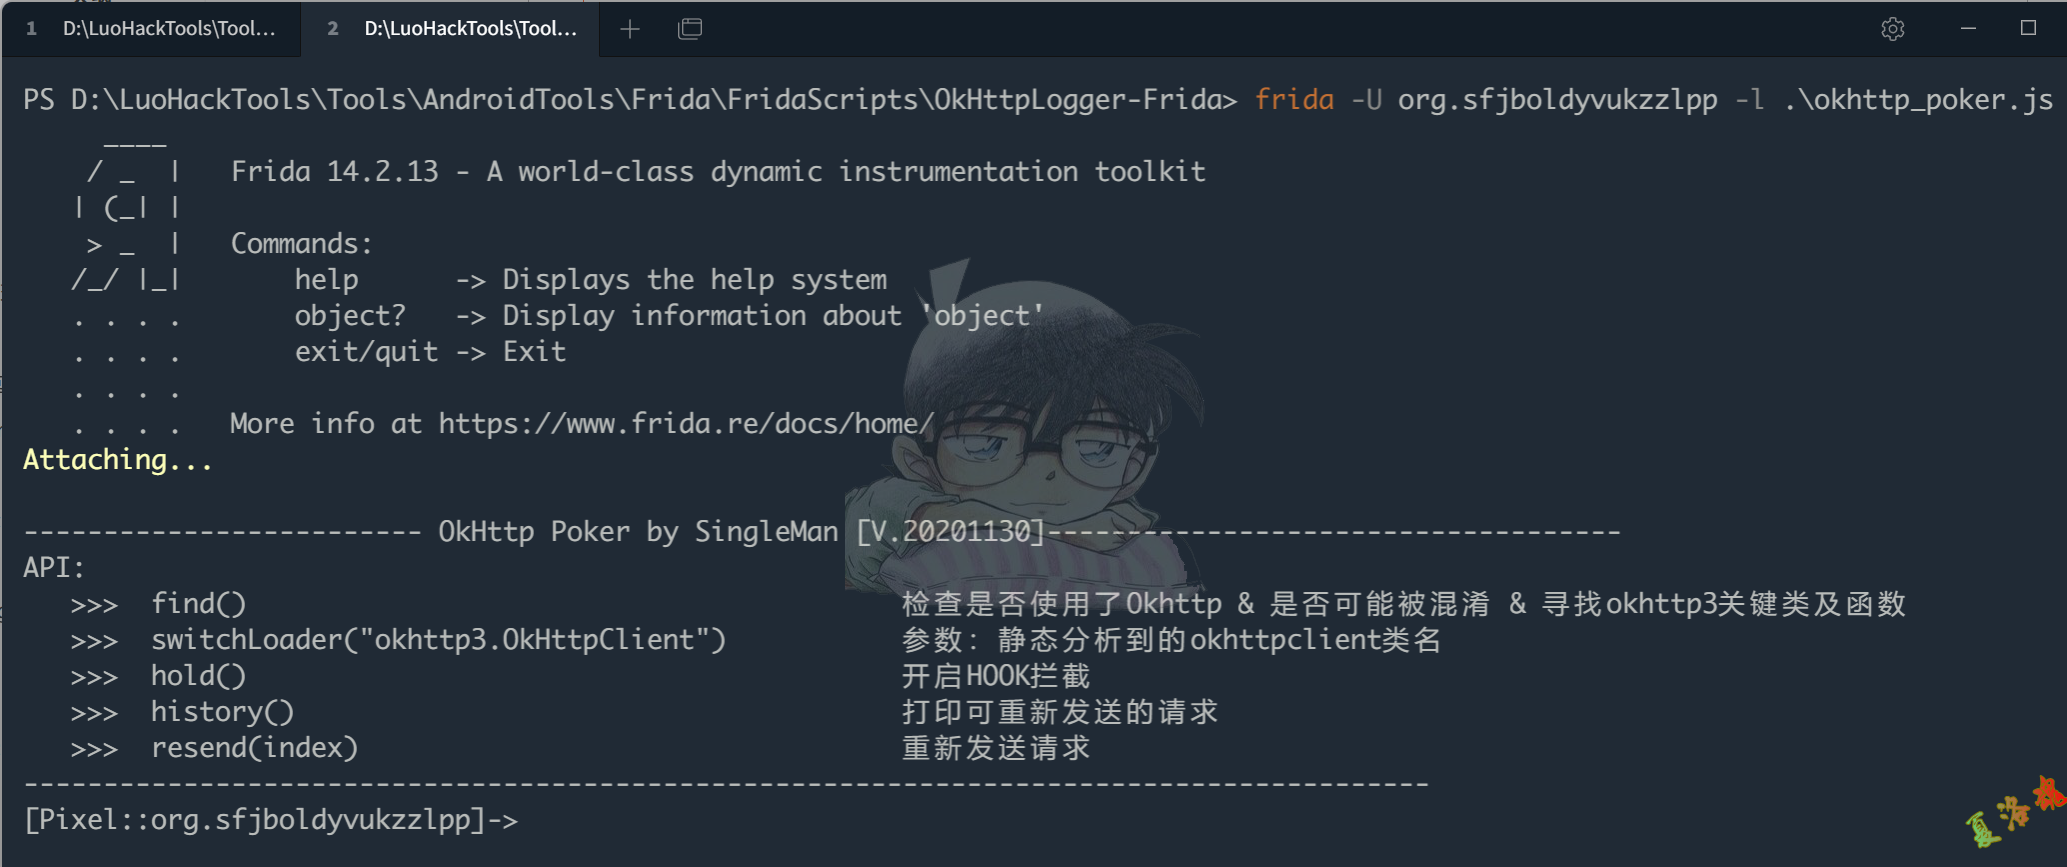 1 D:\LuoHackTools\Tool... 2 D:\LuoHackTools\Tool...
PS D:\LuoHackTools\Tools\AndroidTools\Frida\FridaScripts\OkHttpLogger-Frida> frida -U org.sfjboldyvukzzlpp -l .\okhttp_poker.js
     ____
    / _  |   Frida 14.2.13 - A world-class dynamic instrumentation toolkit
   | (_| |
    > _  |   Commands:
   /_/ |_|       help      -> Displays the help system
   . . . .       object?   -> Display information about 'object'
   . . . .       exit/quit -> Exit
   . . . .
   . . . .   More info at https://www.frida.re/docs/home/
Attaching...
------------------------- OkHttp Poker by SingleMan [V.20201130]------------------------------------
API:
   >>>  find()                                         检查是否使用了Okhttp & 是否可能被混淆 & 寻找okhttp3关键类及函数
   >>>  switchLoader("okhttp3.OkHttpClient")           参数: 静态分析到的okhttpclient类名
   >>>  hold()                                         开启HOOK拦截
   >>>  history()                                      打印可重新发送的请求
   >>>  resend(index)                                  重新发送请求
----------------------------------------------------------------------------------------
[Pixel::org.sfjboldyvukzzlpp]->
夏洛